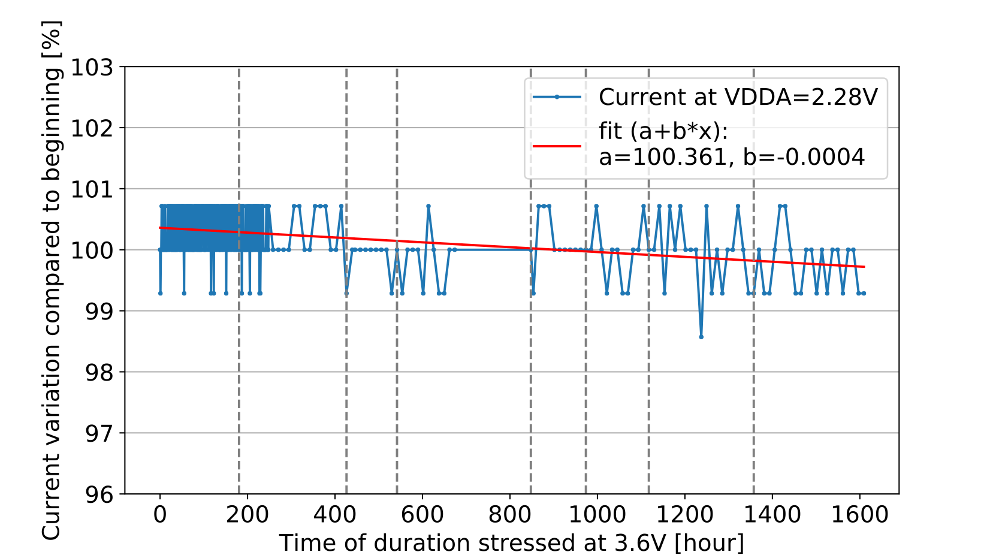 Current variation compared to beginning [%]
103
102
101
100
99
98
97
96
Current at VDDA=2.28V
fit (a+b*x):
a=100.361, b=-0.0004
0 200 400 600 800 1000 1200 1400 1600
Time of duration stressed at 3.6V [hour]